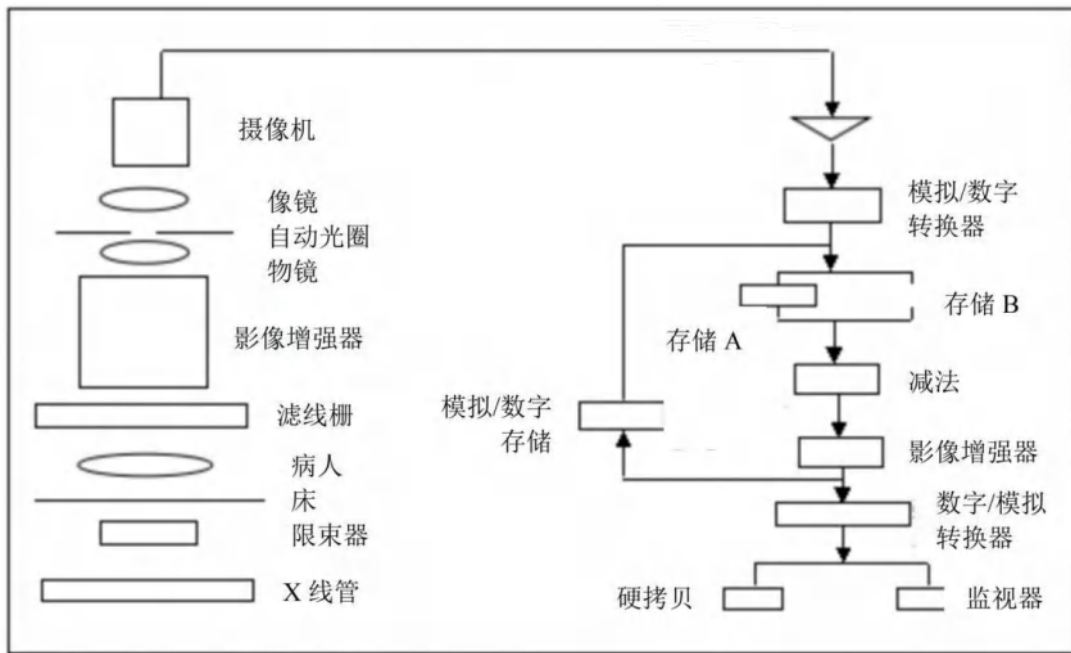 摄像机
像镜
自动光圈
物镜
影像增强器
滤线栅
病人
床
限束器
X 线管
模拟/数字
转换器
存储 B
存储 A
减法
模拟/数字
存储
影像增强器
数字/模拟
转换器
硬拷贝
监视器